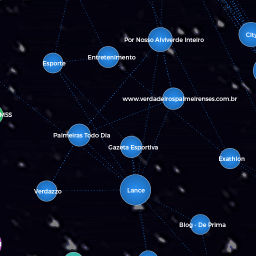 City
Por Nosso Alviverde Inteiro
Entretenimento
Esporte
www.verdadeirospalmeirenses.com.br
MSS
Palmeiras Todo Dia
Gazeta Esportiva
Exathlon
Verdazzo
Lance
Blog - De Prima